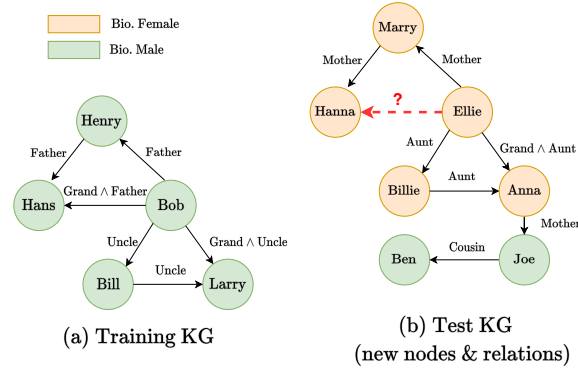 Bio. Female
Bio. Male
Henry
Father
Father
Hans
Grand ∧ Father
Bob
Uncle
Grand ∧ Uncle
Uncle
Bill
Larry
(a) Training KG
Marry
Mother
Mother
Hanna
?
Ellie
Aunt
Grand ∧ Aunt
Billie
Aunt
Anna
Mother
Ben
Cousin
Joe
(b) Test KG
(new nodes & relations)